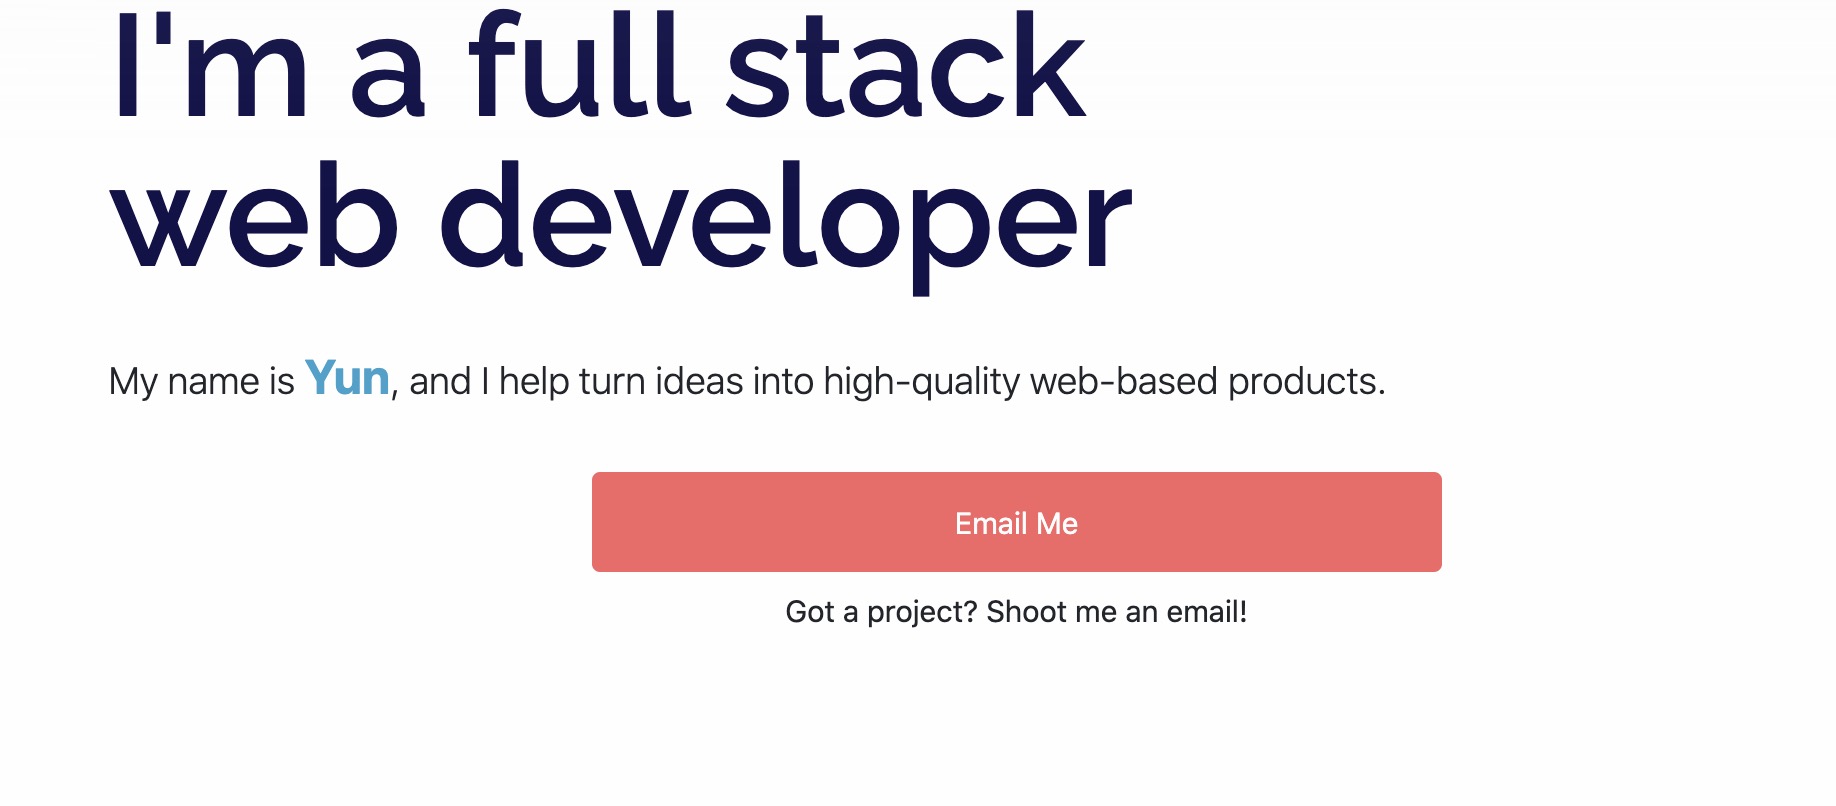 I'm a full stack
web developer
My name is Yun, and I help turn ideas into high-quality web-based products.
Email Me
Got a project? Shoot me an email!